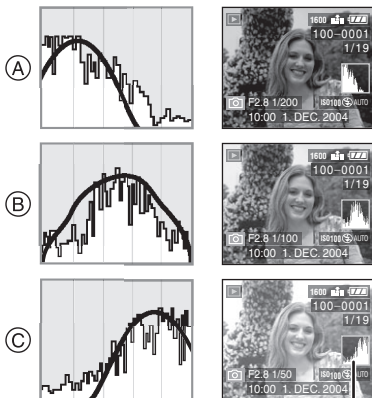 A
1600
100-0001
1/19
F2.8 1/200 ISO100 AUTO
10:00 1. DEC. 2004
B
1600
100-0001
1/19
F2.8 1/100 ISO100 AUTO
10:00 1. DEC. 2004
C
1600
100-0001
1/19
F2.8 1/50 ISO100 AUTO
10:00 1. DEC. 2004